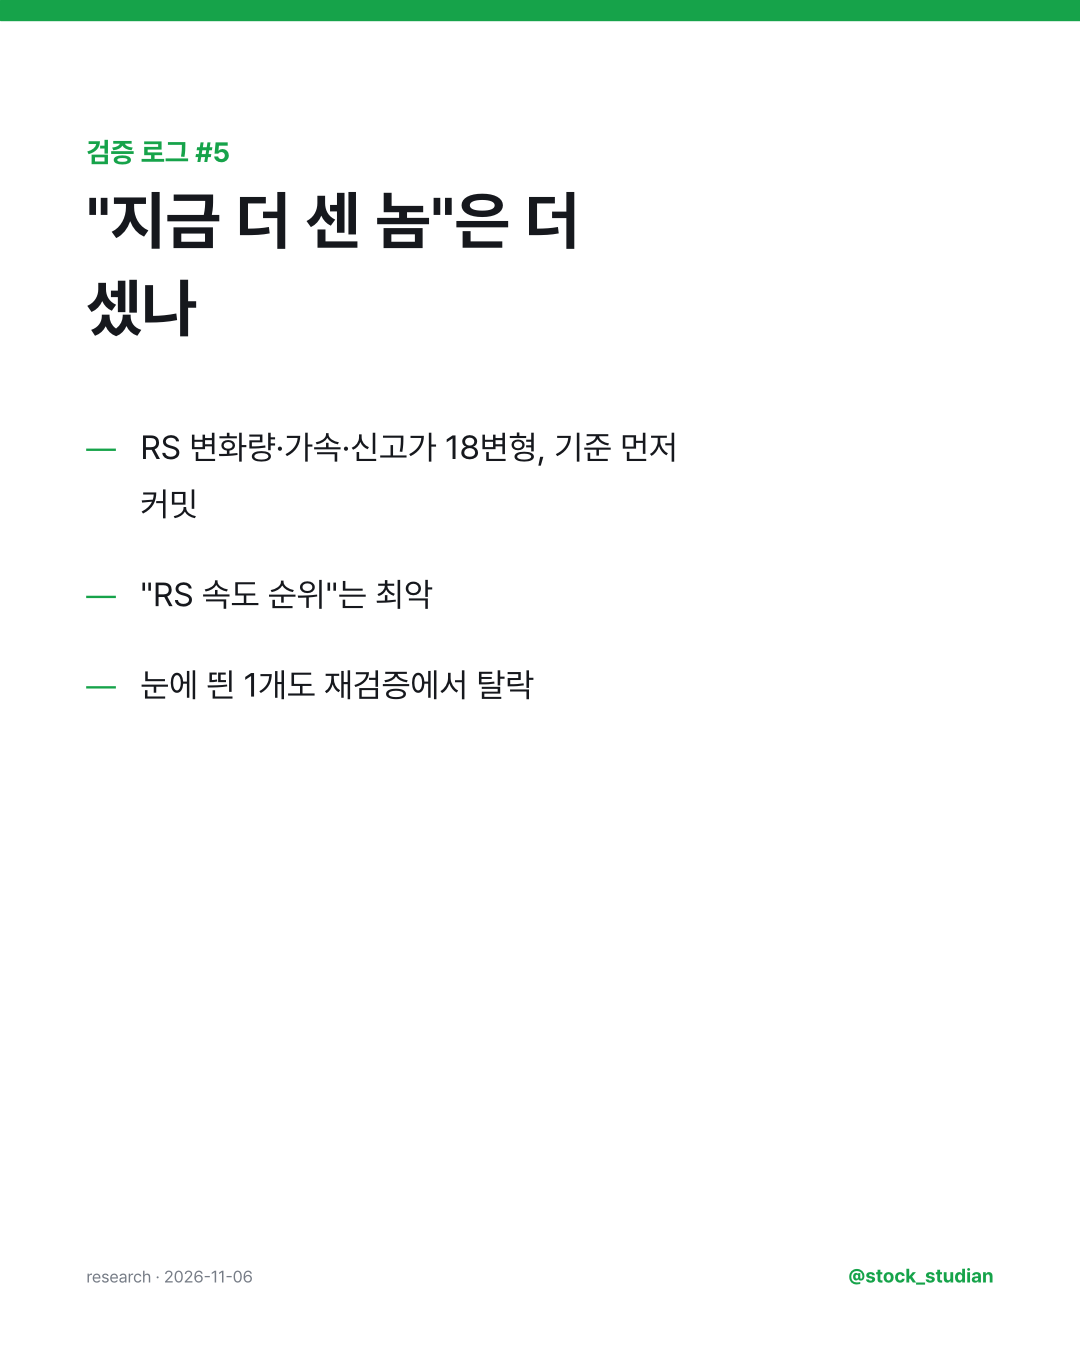 검증 로그 #5
"지금 더 센 놈"은 더
셌나
— RS 변화량·가속·신고가 18변형, 기준 먼저
커밋
— "RS 속도 순위"는 최악
— 눈에 띈 1개도 재검증에서 탈락
research · 2026-11-06
@stock_studian